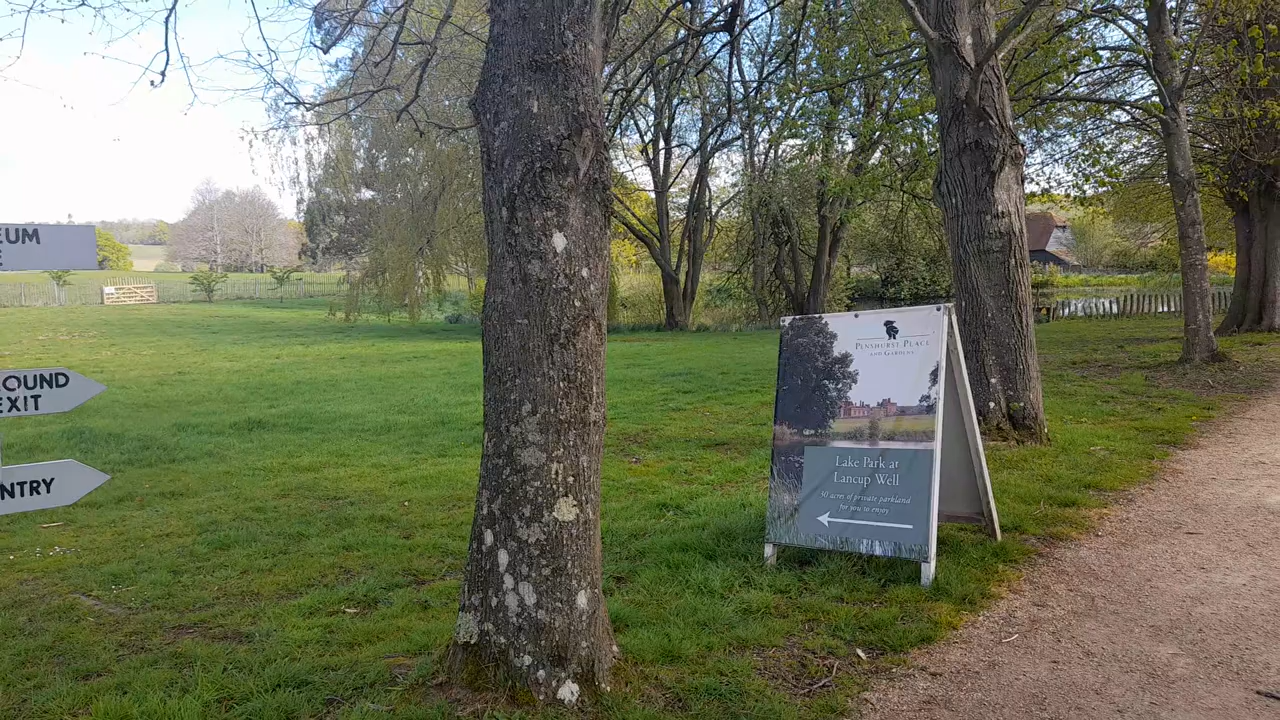 EUM
E
OUND
EXIT
NTRY
PENSHURST PLACE
AND GARDENS
Lake Park at
Lancup Well
30 acres of private parkland
for you to enjoy